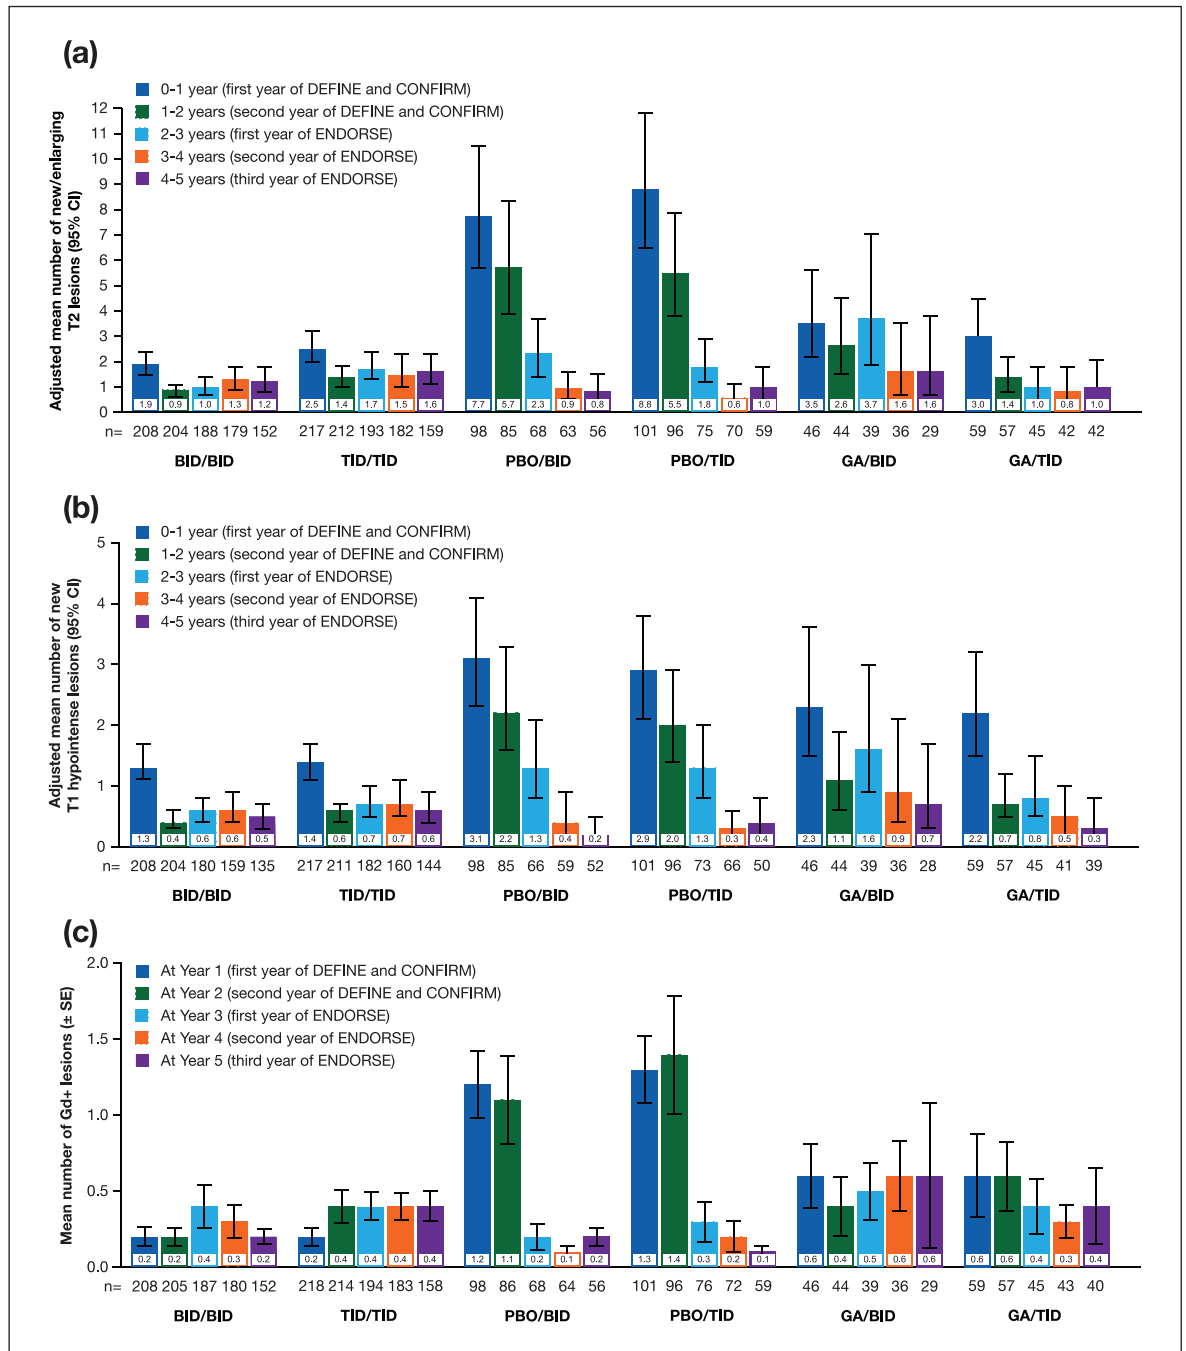 (a)
0-1 year (first year of DEFINE and CONFIRM)
1-2 years (second year of DEFINE and CONFIRM)
2-3 years (first year of ENDORSE)
3-4 years (second year of ENDORSE)
4-5 years (third year of ENDORSE)
Adjusted mean number of new/enlarging
T2 lesions (95% CI)
12
11
10
9
8
7
6
5
4
3
2
1
0
1.9 0.9 1.0 1.3 1.2 2.5 1.4 1.7 1.5 1.6 7.7 5.7 2.3 0.9 0.8 8.8 5.5 1.8 0.6 1.0 3.5 2.6 3.7 1.6 1.6 3.0 1.4 1.0 0.8 1.0
n= 208 204 188 179 152 217 212 193 182 159 98 85 68 63 56 101 96 75 70 59 46 44 39 36 29 59 57 45 42 42
BID/BID TID/TID PBO/BID PBO/TID GA/BID GA/TID
(b)
0-1 year (first year of DEFINE and CONFIRM)
1-2 years (second year of DEFINE and CONFIRM)
2-3 years (first year of ENDORSE)
3-4 years (second year of ENDORSE)
4-5 years (third year of ENDORSE)
Adjusted mean number of new
T1 hypointense lesions (95% CI)
5
4
3
2
1
0
1.3 0.4 0.6 0.6 0.5 1.4 0.6 0.7 0.7 0.6 3.1 2.2 1.3 0.4 0.2 2.9 2.0 1.3 0.3 0.4 2.3 1.1 1.6 0.9 0.7 2.2 0.7 0.8 0.5 0.3
n= 208 204 180 159 135 217 211 182 160 144 98 85 66 59 52 101 96 73 66 50 46 44 39 36 28 59 57 45 41 39
BID/BID TID/TID PBO/BID PBO/TID GA/BID GA/TID
(c)
At Year 1 (first year of DEFINE and CONFIRM)
At Year 2 (second year of DEFINE and CONFIRM)
At Year 3 (first year of ENDORSE)
At Year 4 (second year of ENDORSE)
At Year 5 (third year of ENDORSE)
Mean number of Gd+ lesions (± SE)
2.0
1.5
1.0
0.5
0.0
0.2 0.2 0.4 0.3 0.2 0.2 0.4 0.4 0.4 0.4 1.2 1.1 0.2 0.1 0.2 1.3 1.4 0.3 0.2 0.1 0.6 0.4 0.5 0.6 0.6 0.6 0.6 0.4 0.3 0.4
n= 208 205 187 180 152 218 214 194 183 158 98 86 68 64 56 101 96 76 72 59 46 44 39 36 29 59 57 45 43 40
BID/BID TID/TID PBO/BID PBO/TID GA/BID GA/TID